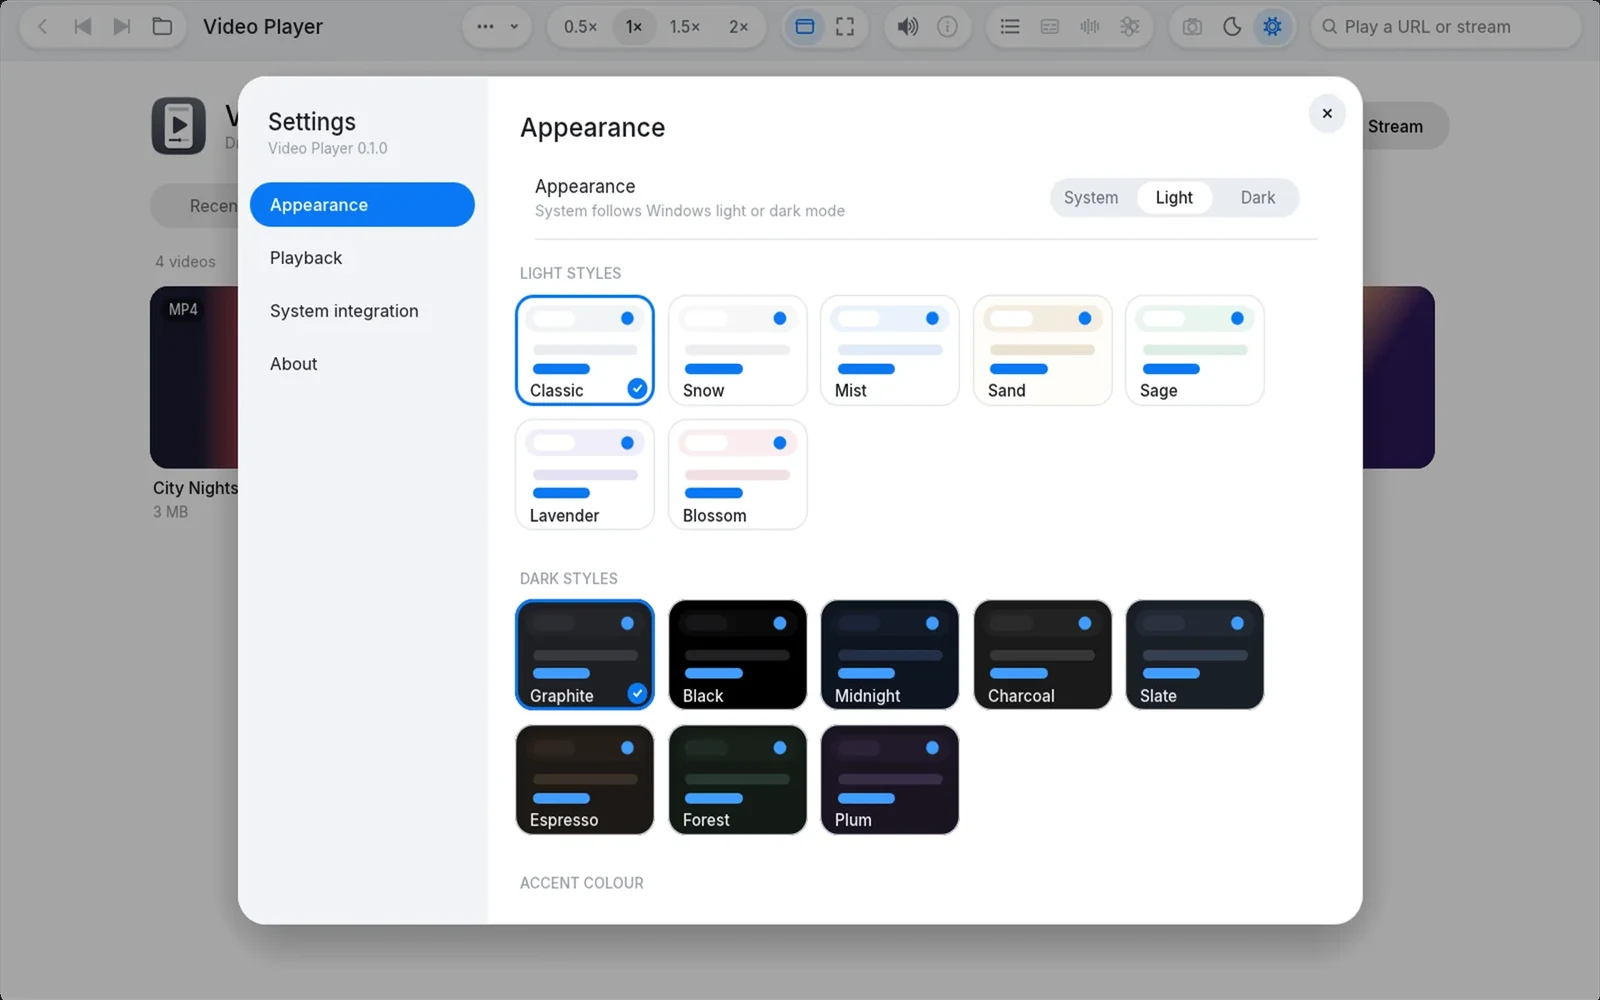 Video Player
0.5×
1×
1.5×
2×
Play a URL or stream
Stream
Recen
4 videos
MP4
City Nights
3 MB
Settings
Video Player 0.1.0
Appearance
Playback
System integration
About
Appearance
Appearance
System follows Windows light or dark mode
System
Light
Dark
LIGHT STYLES
Classic
Snow
Mist
Sand
Sage
Lavender
Blossom
DARK STYLES
Graphite
Black
Midnight
Charcoal
Slate
Espresso
Forest
Plum
ACCENT COLOUR